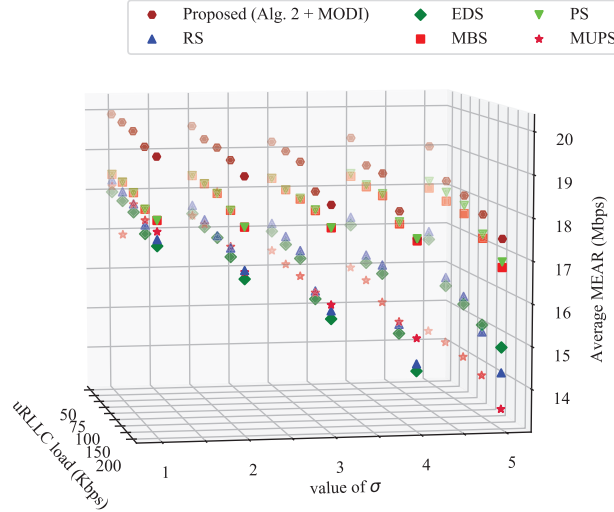 Proposed (Alg. 2 + MODI) EDS PS
RS MBS MUPS
20
19
18
17
16
15
14
Average MEAR (Mbps)
50
75
100
150
200
uRLLC load (Kbps)
1 2 3 4 5
value of σ